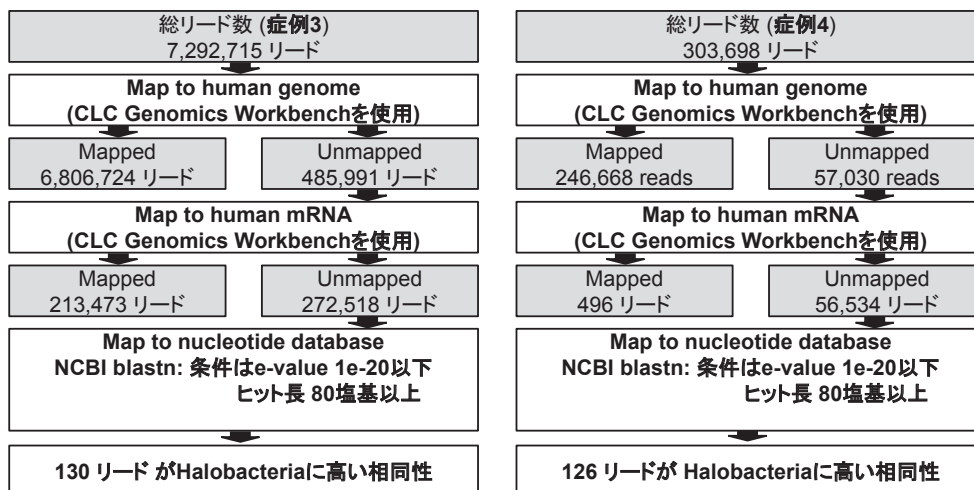 総リード数 (症例3)
7,292,715 リード
Map to human genome
(CLC Genomics Workbenchを使用)
Mapped
6,806,724 リード
Unmapped
485,991 リード
Map to human mRNA
(CLC Genomics Workbenchを使用)
Mapped
213,473 リード
Unmapped
272,518 リード
Map to nucleotide database
NCBI blastn: 条件はe-value 1e-20以下
ヒット長 80塩基以上
130 リード がHalobacteriaに高い相同性
総リード数 (症例4)
303,698 リード
Map to human genome
(CLC Genomics Workbenchを使用)
Mapped
246,668 reads
Unmapped
57,030 reads
Map to human mRNA
(CLC Genomics Workbenchを使用)
Mapped
496 リード
Unmapped
56,534 リード
Map to nucleotide database
NCBI blastn: 条件はe-value 1e-20以下
ヒット長 80塩基以上
126 リードが Halobacteriaに高い相同性